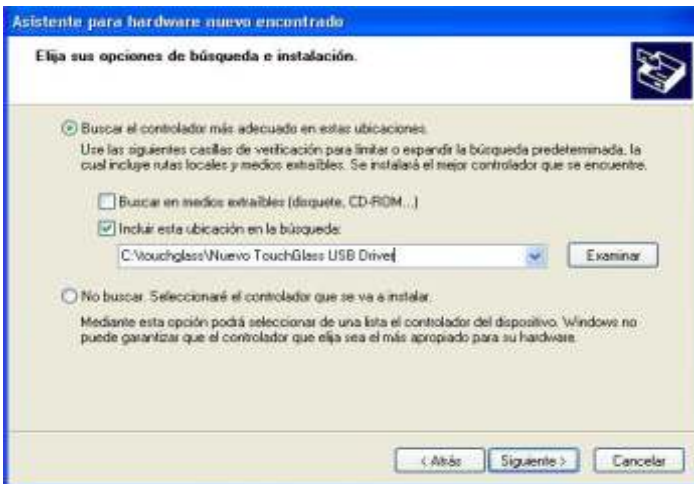 Asistente para hardware nuevo encontrado
Elija sus opciones de búsqueda e instalación.
Buscar el controlador más adecuado en estas ubicaciones.
Use las siguientes casillas de verificación para limitar o expandir la búsqueda predeterminada, la
cual incluye rutas locales y medios extraíbles. Se instalará el mejor controlador que se encuentre.
Buscar en medios extraíbles (disquete, CD-ROM...)
Incluir esta ubicación en la búsqueda:
C:\touchglass\Nuevo TouchGlass USB Driver
Examinar
No buscar. Seleccionaré el controlador que se va a instalar.
Mediante esta opción podrá seleccionar de una lista el controlador del dispositivo. Windows no
puede garantizar que el controlador que elija sea el más apropiado para su hardware.
< Atrás Siguiente > Cancelar